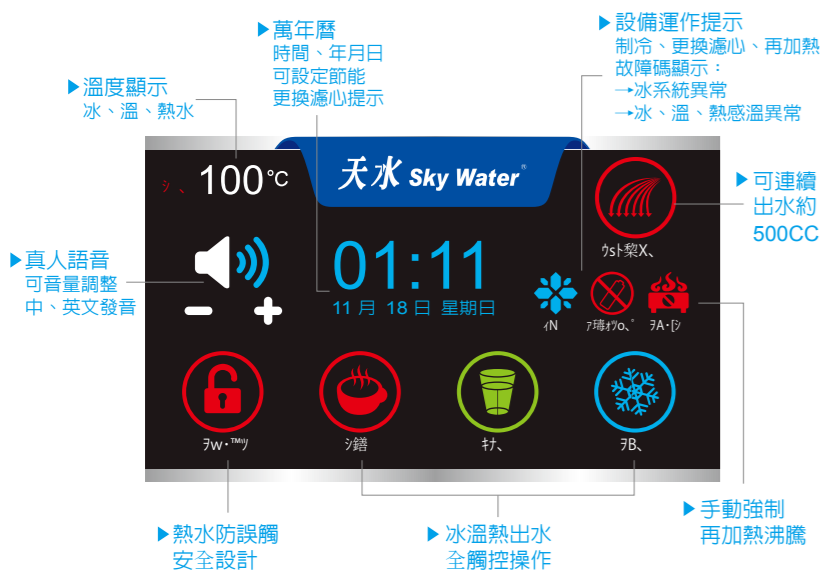 ▶萬年曆
時間、年月日
可設定節能
更換濾心提示
▶設備運作提示
制冷、更換濾心、再加熱
故障碼顯示：
→冰系統異常
→冰、溫、熱感溫異常
▶溫度顯示
冰、溫、熱水
100°C
天水 Sky Water®
▶可連續
出水約
500CC
▶真人語音
可音量調整
中、英文發音
01:11
11月 18日 星期日
▶熱水防誤觸
安全設計
▶冰溫熱出水
全觸控操作
▶手動強制
再加熱沸騰